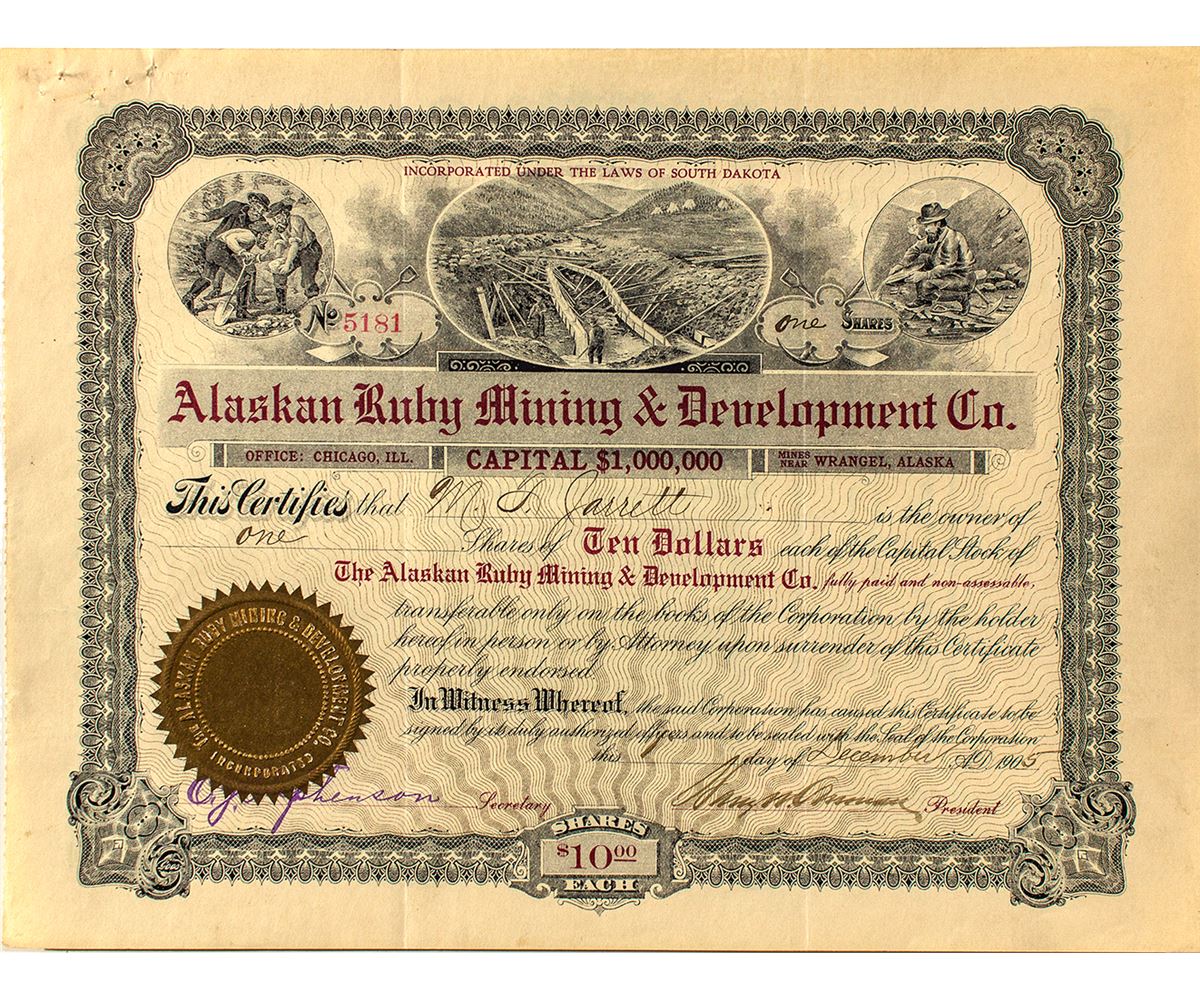 INCORPORATED UNDER THE LAWS OF SOUTH DAKOTA
No 5181
one SHARES
Alaskan Ruby Mining & Development Co.
OFFICE: CHICAGO, ILL.
CAPITAL $1,000,000
MINES NEAR WRANGEL, ALASKA
This Certifies that M. F. Jarrett is the owner of
one Shares of Ten Dollars each of the Capital Stock of
The Alaskan Ruby Mining & Development Co. fully paid and non-assessable,
transferable only on the books of the Corporation by the holder
hereof in person or by Attorney upon surrender of this Certificate
properly endorsed
In Witness Whereof, the said Corporation has caused this Certificate to be
signed by its duly authorized officers and to be sealed with the Seal of the Corporation
this day of December A.D. 1905
THE ALASKAN RUBY MINING & DEVELOPMENT CO.
INCORPORATED
Secretary
President
SHARES
$10.00
EACH